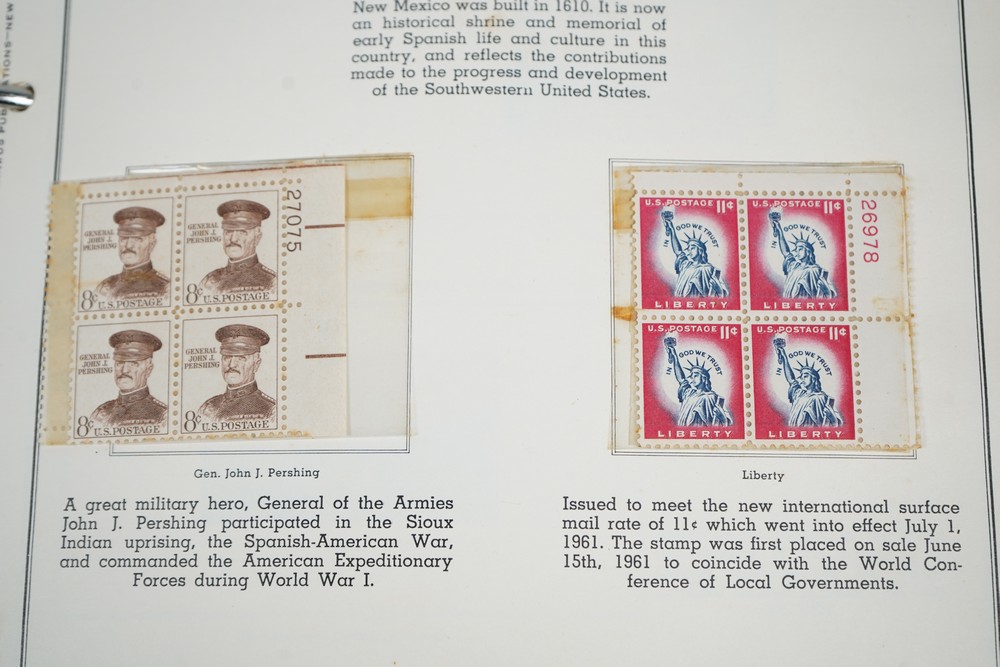 New Mexico was built in 1610. It is now
an historical shrine and memorial of
early Spanish life and culture in this
country, and reflects the contributions
made to the progress and development
of the Southwestern United States.
27075
GENERAL
JOHN J.
PERSHING
8c
U.S. POSTAGE
GENERAL
JOHN J.
PERSHING
8c
U.S. POSTAGE
GENERAL
JOHN J.
PERSHING
8c
GENERAL
JOHN J.
PERSHING
8c
26978
U.S. POSTAGE 11¢
IN GOD WE TRUST
LIBERTY
U.S. POSTAGE 11¢
IN GOD WE TRUST
LIBERTY
U.S. POSTAGE 11¢
IN GOD WE TRUST
LIBERTY
U.S. POSTAGE 11¢
IN GOD WE TRUST
LIBERTY
Gen. John J. Pershing
A great military hero, General of the Armies
John J. Pershing participated in the Sioux
Indian uprising, the Spanish-American War,
and commanded the American Expeditionary
Forces during World War I.
Liberty
Issued to meet the new international surface
mail rate of 11¢ which went into effect July 1,
1961. The stamp was first placed on sale June
15th, 1961 to coincide with the World Con-
ference of Local Governments.